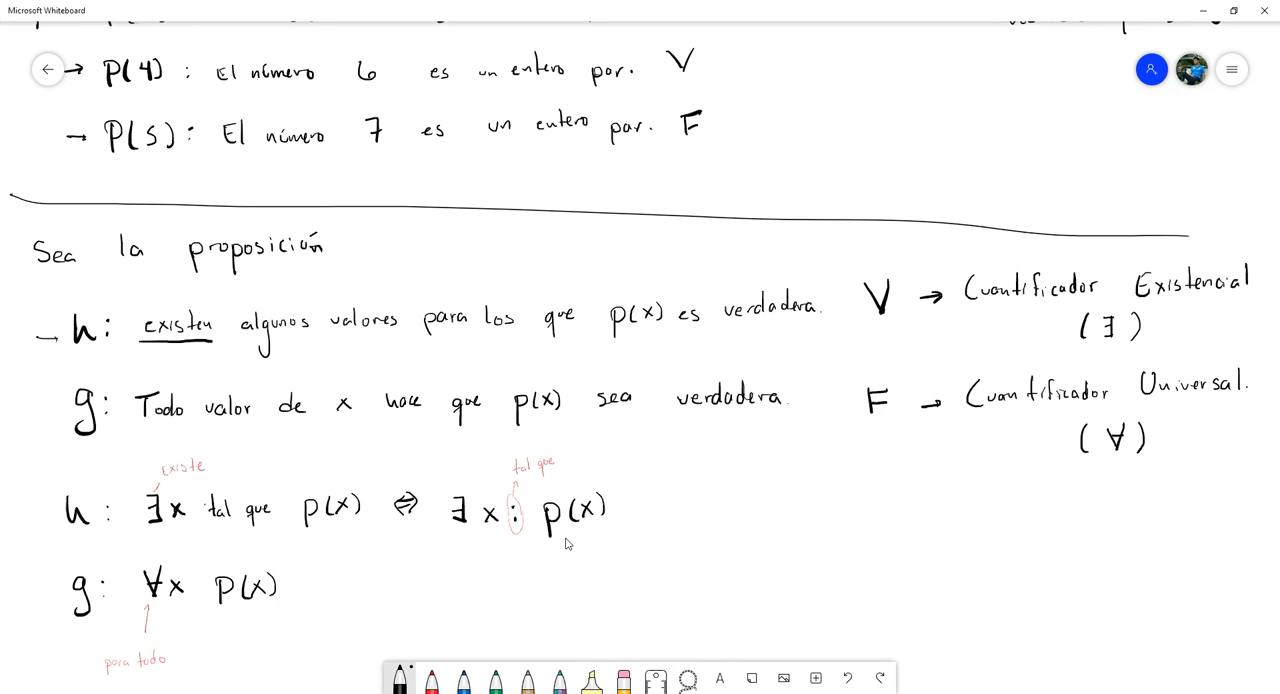 Microsoft Whiteboard
→ P(4) : El número 6 es un entero par. V
→ P(5) : El número 7 es un entero par. F
Sea la proposición
→ h: existen algunos valores para los que p(x) es verdadera. V → Cuantificador Existencial
(∃)
g: Todo valor de x hace que p(x) sea verdadera. F → Cuantificador Universal.
(∀)
existe tal que
h: ∃x tal que p(x) ⇔ ∃ x : p(x)
g: ∀x P(x)
para todo
A